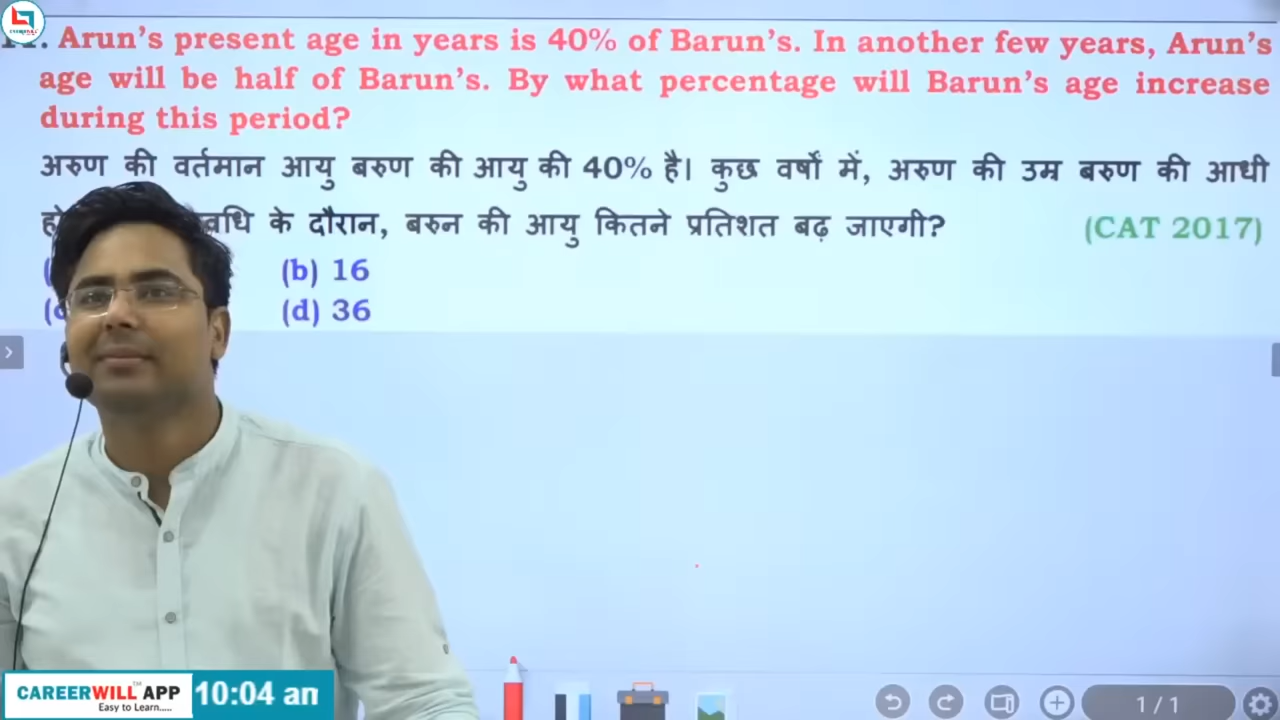 Arun's present age in years is 40% of Barun's. In another few years, Arun's
age will be half of Barun's. By what percentage will Barun's age increase
during this period?
अरुण की वर्तमान आयु बरुण की आयु की 40% है। कुछ वर्षों में, अरुण की उम्र बरुण की आधी
के दौरान, बरुन की आयु कितने प्रतिशत बढ़ जाएगी? (CAT 2017)
(b) 16
(d) 36
CAREERWILL APP
Easy to Learn.....
10:04 an
1 / 1